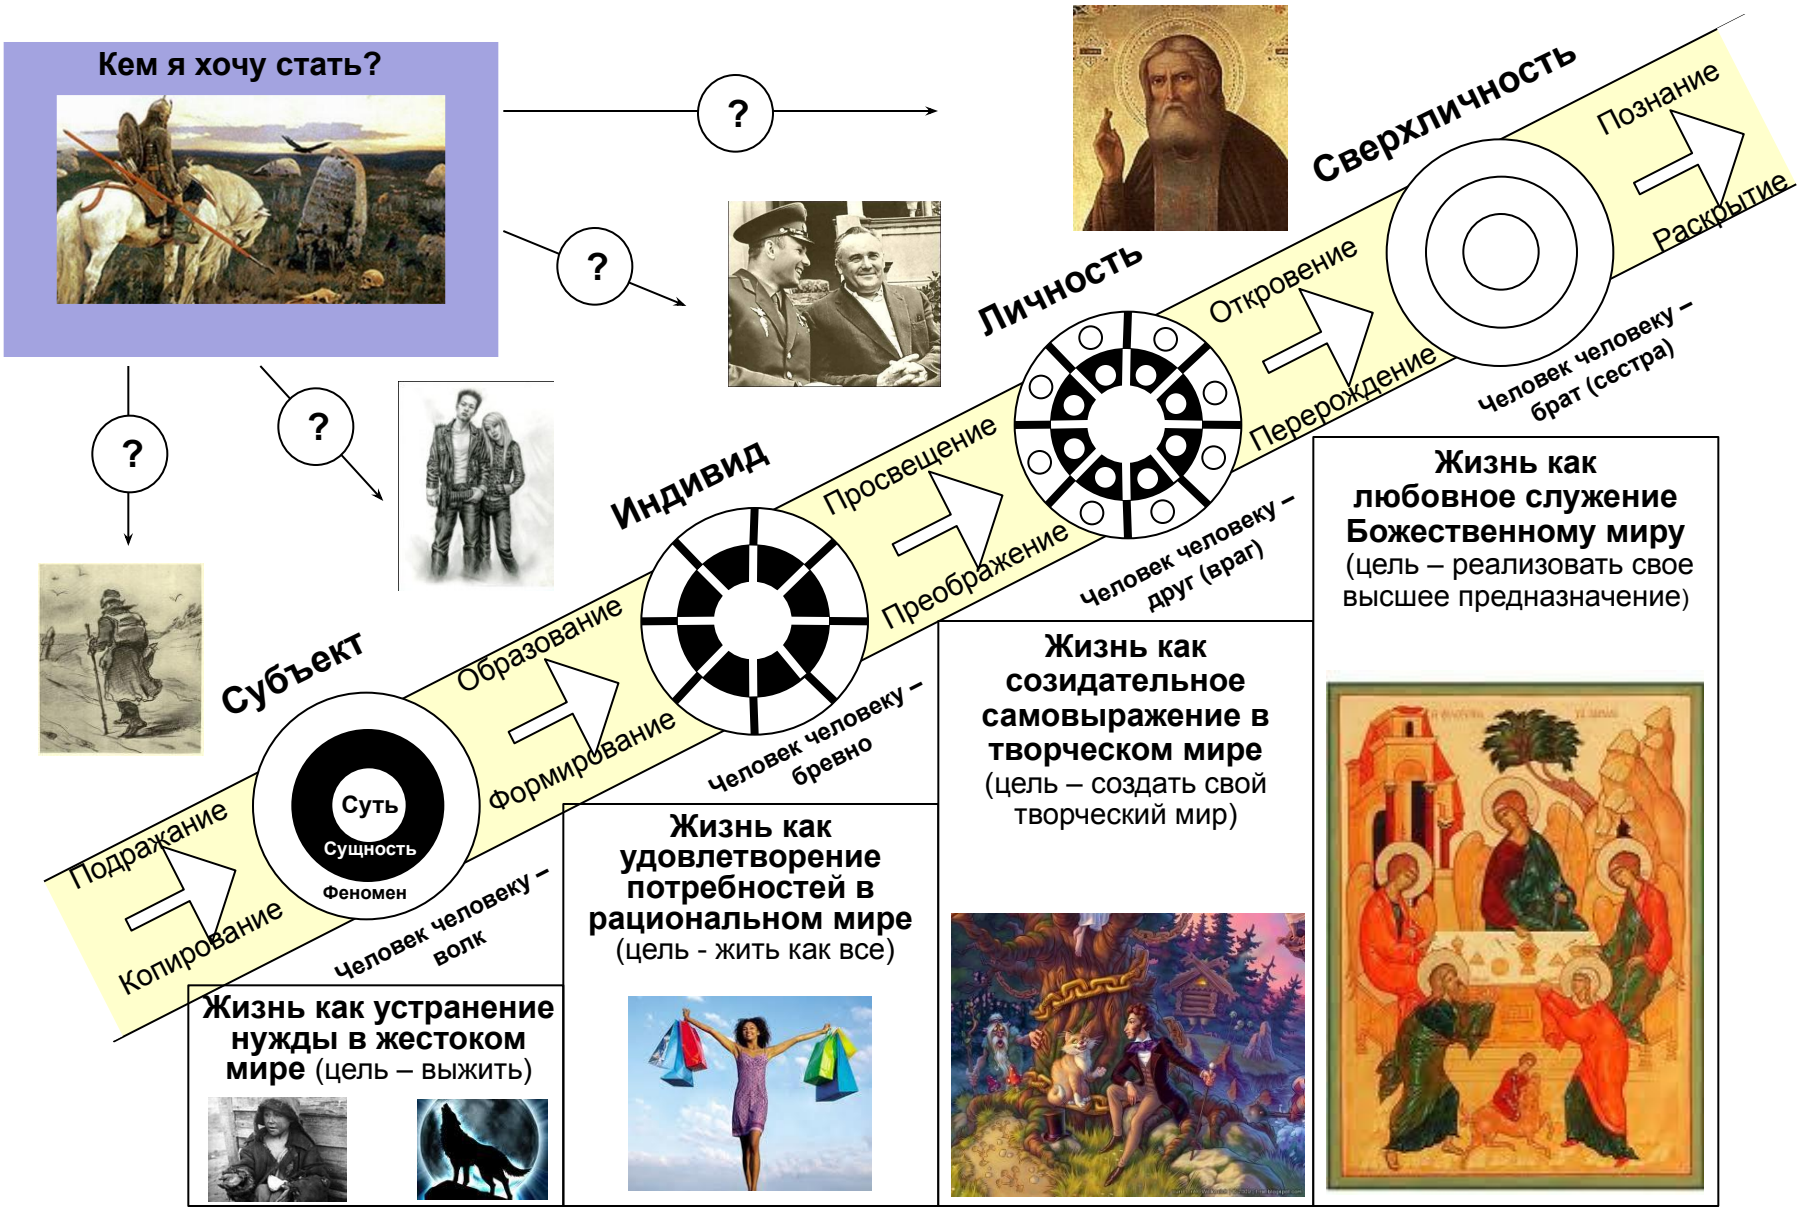 Кем я хочу стать?
?
?
?
?
Сверхличность
Познание
Раскрытие
Личность
Откровение
Перерождение
Человек человеку –
брат (сестра)
Индивид
Просвещение
Преображение
Человек человеку –
друг (враг)
Субъект
Образование
Формирование
Человек человеку –
бревно
Подражание
Копирование
Суть
Сущность
Феномен
Человек человеку –
волк
Жизнь как устранение
нужды в жестоком
мире (цель – выжить)
Жизнь как
удовлетворение
потребностей в
рациональном мире
(цель - жить как все)
Жизнь как
созидательное
самовыражение в
творческом мире
(цель – создать свой
творческий мир)
Жизнь как
любовное служение
Божественному миру
(цель – реализовать свое
высшее предназначение)